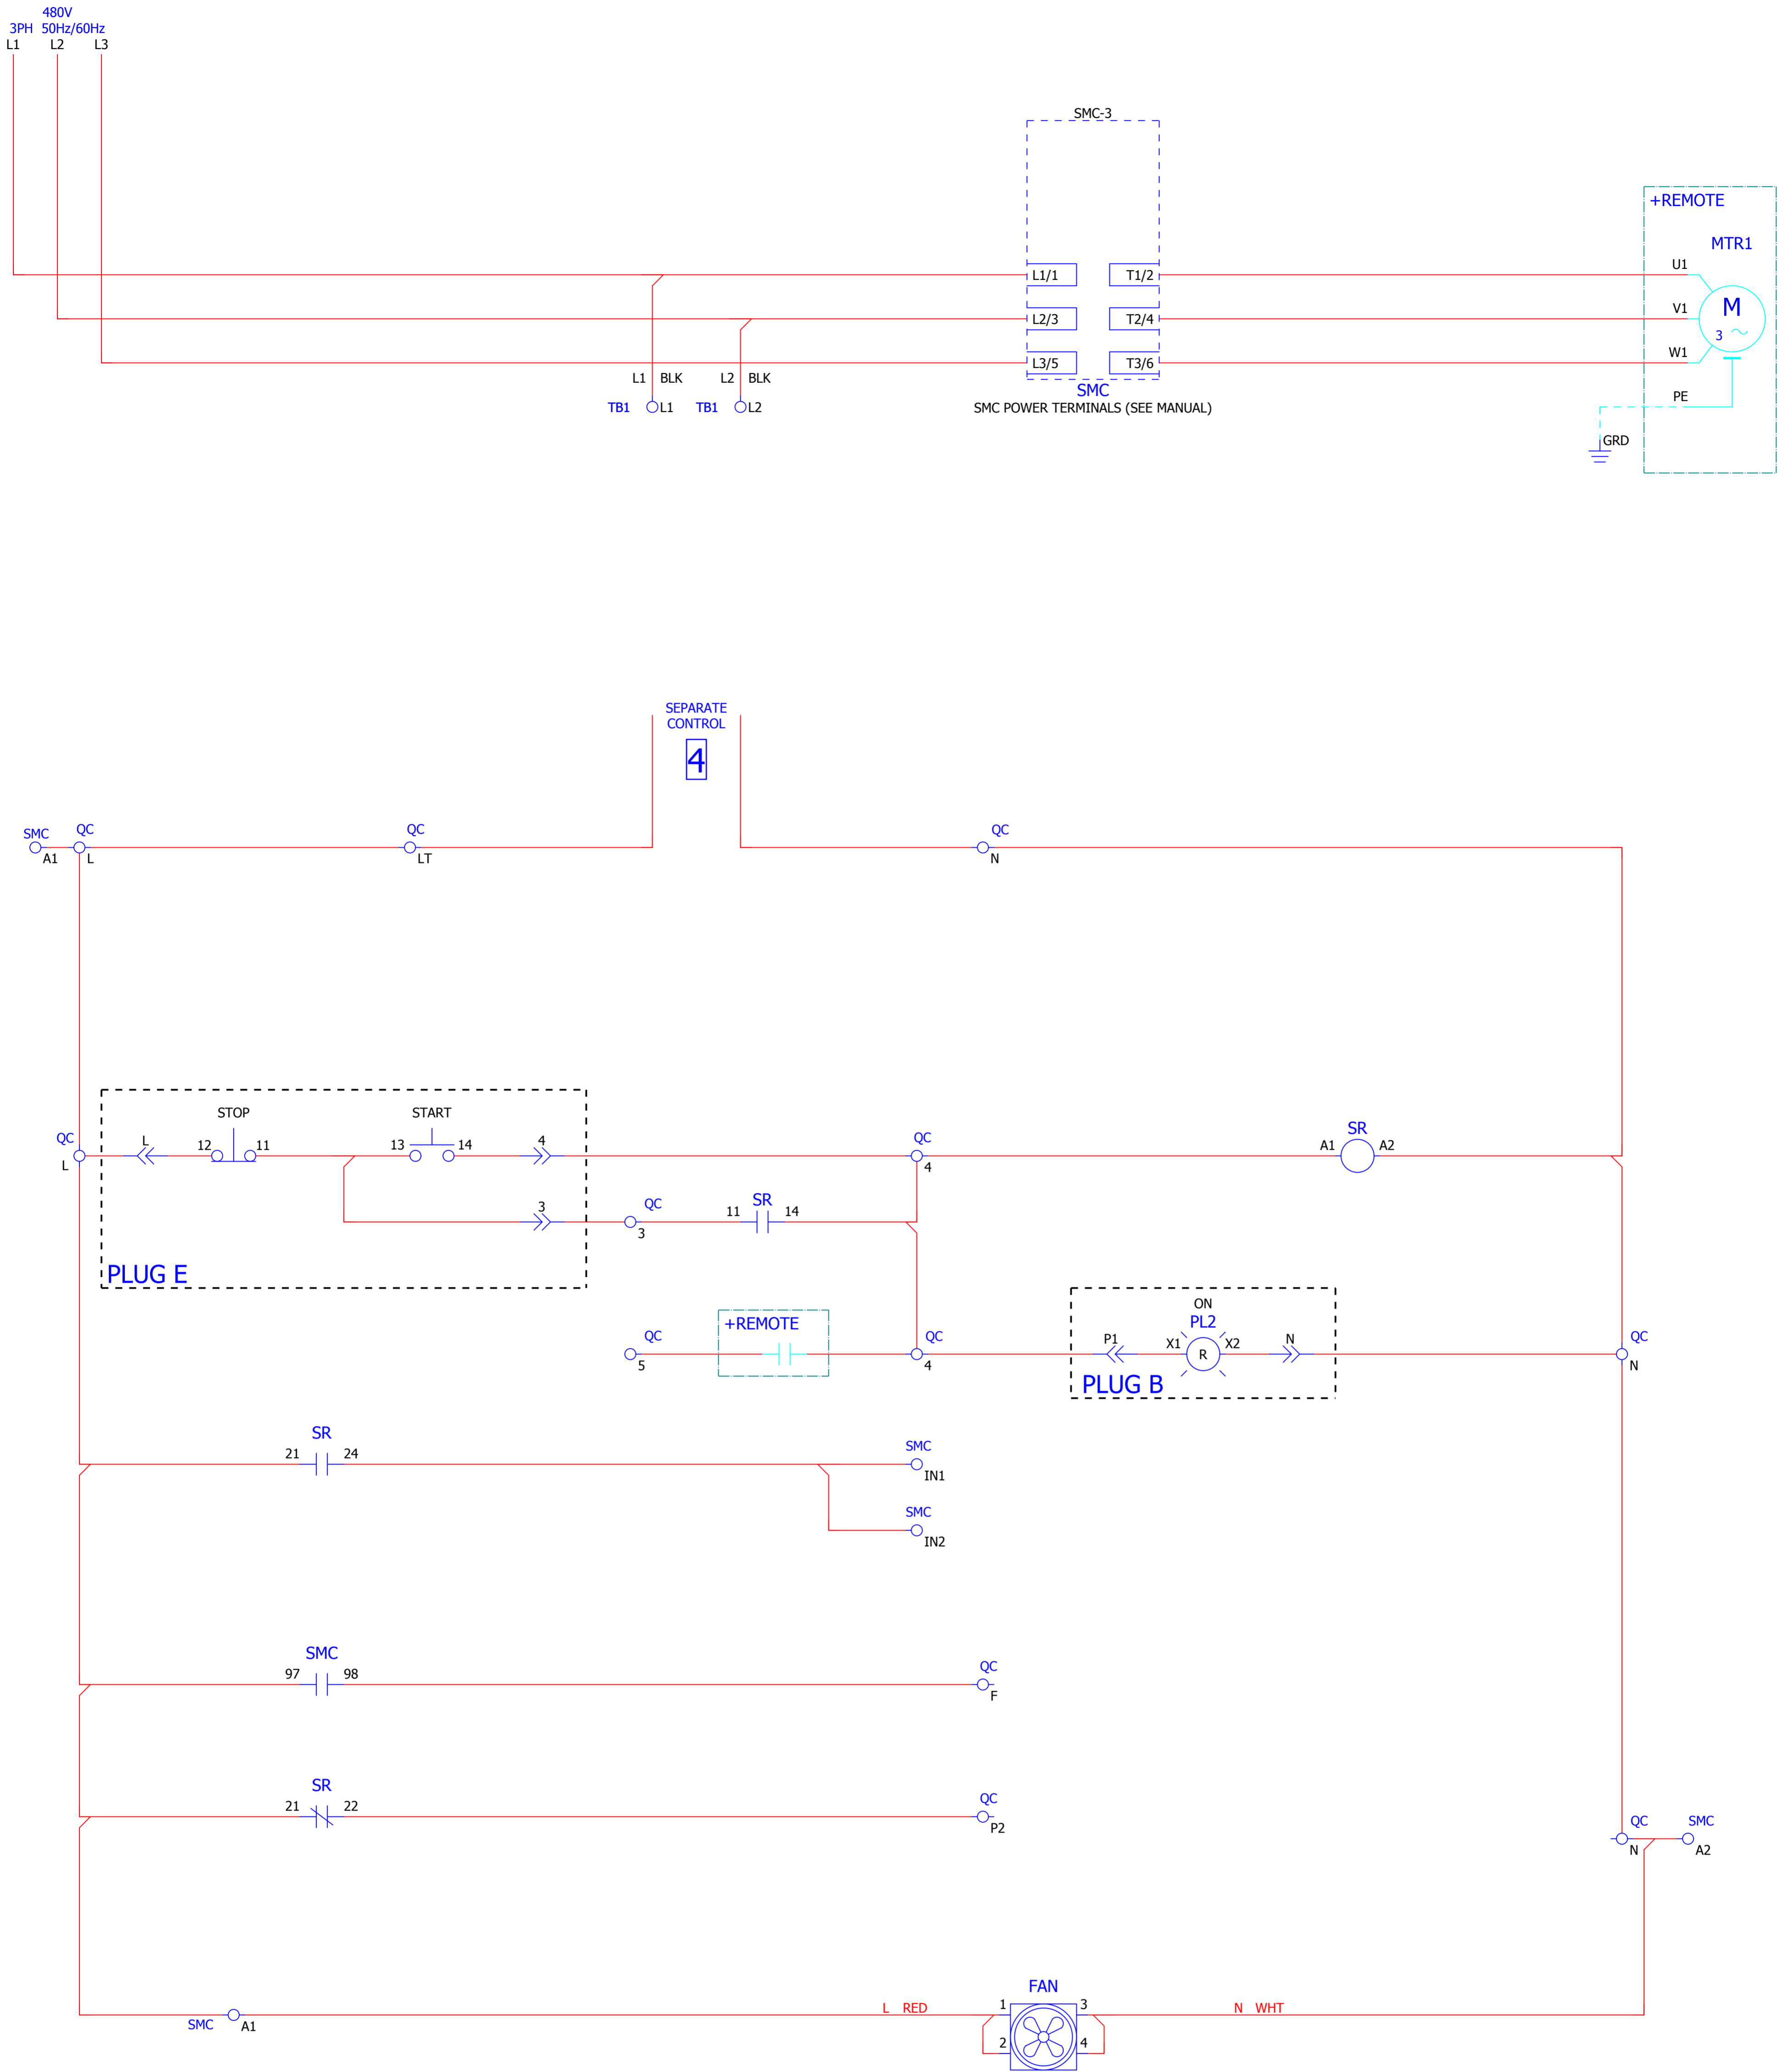 480V
3PH 50Hz/60Hz
L1 L2 L3
SMC-3
+REMOTE
MTR1
L1/1 T1/2 U1
L2/3 T2/4 V1 M
3
L3/5 T3/6 W1
L1 BLK L2 BLK
SMC
PE
TB1 L1 TB1 L2
SMC POWER TERMINALS (SEE MANUAL)
GRD
SEPARATE
CONTROL
4
SMC QC QC QC
A1 L LT N
STOP START
QC L 12 11 13 14 4 QC SR
A1 A2
L 4
3 QC 11 SR 14
3
PLUG E
ON
+REMOTE PL2
QC QC P1 X1 X2 N QC
R
5 4 N
PLUG B
SR
21 24 SMC
IN1
SMC
IN2
SMC
97 98 QC
F
SR
21 22 QC
P2
QC SMC
N A2
FAN
L RED 1 3 N WHT
SMC A1
2 4